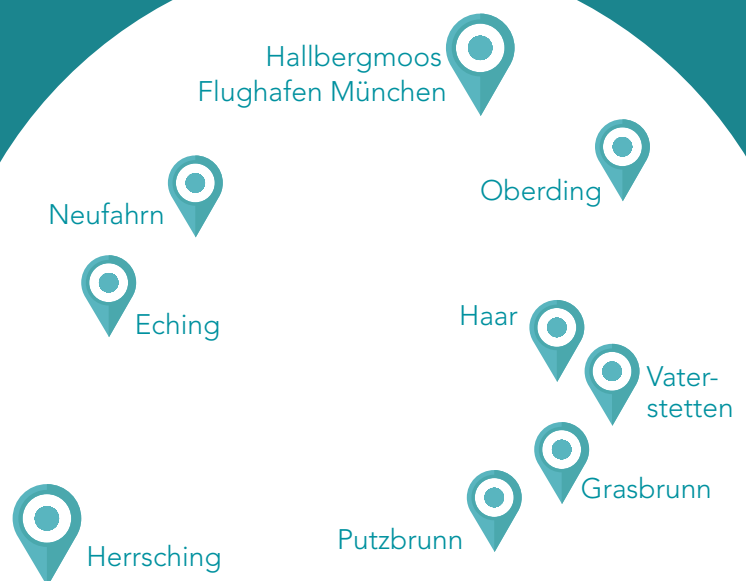 Hallbergmoos
Flughafen München
Oberding
Neufahrn
Eching
Haar
Vater-
stetten
Grasbrunn
Putzbrunn
Herrsching